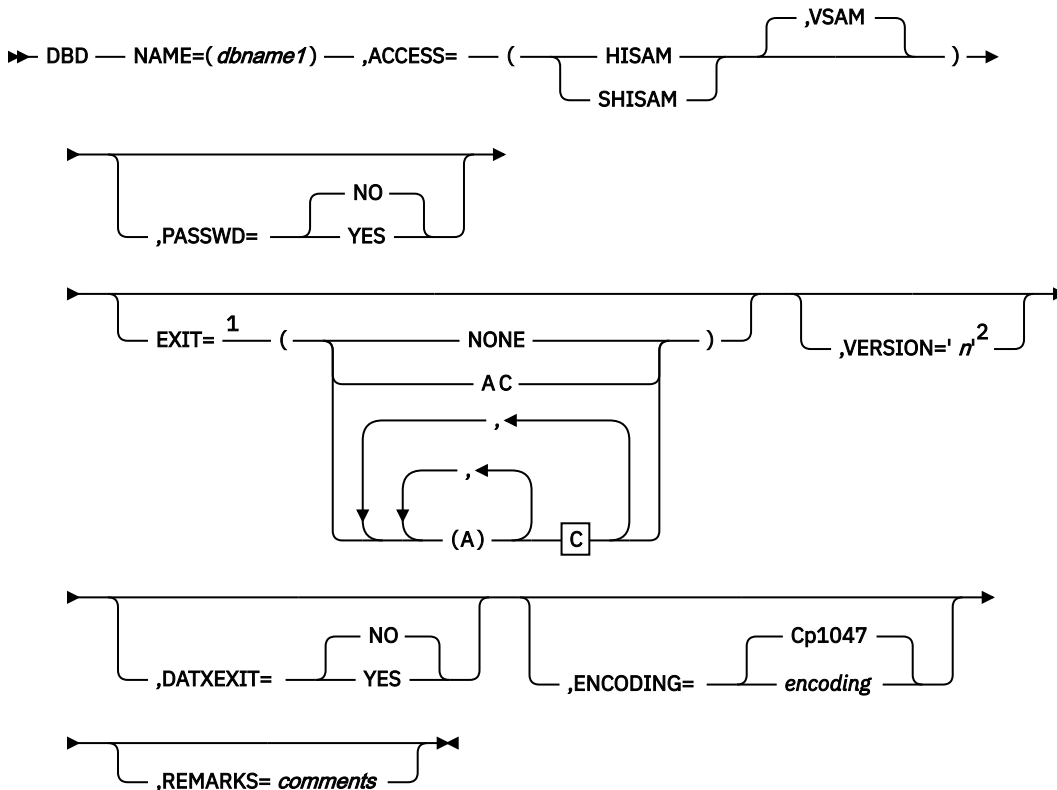 ,VSAM
DBD NAME=(dbname1) ,ACCESS= ( HISAM )
SHISAM
NO
,PASSWD= YES
EXIT= 1 ( NONE )
,VERSION=' n' 2
A C
,
,
(A) C
NO Cp1047
,DATXEXIT= YES ,ENCODING= encoding
,REMARKS= comments